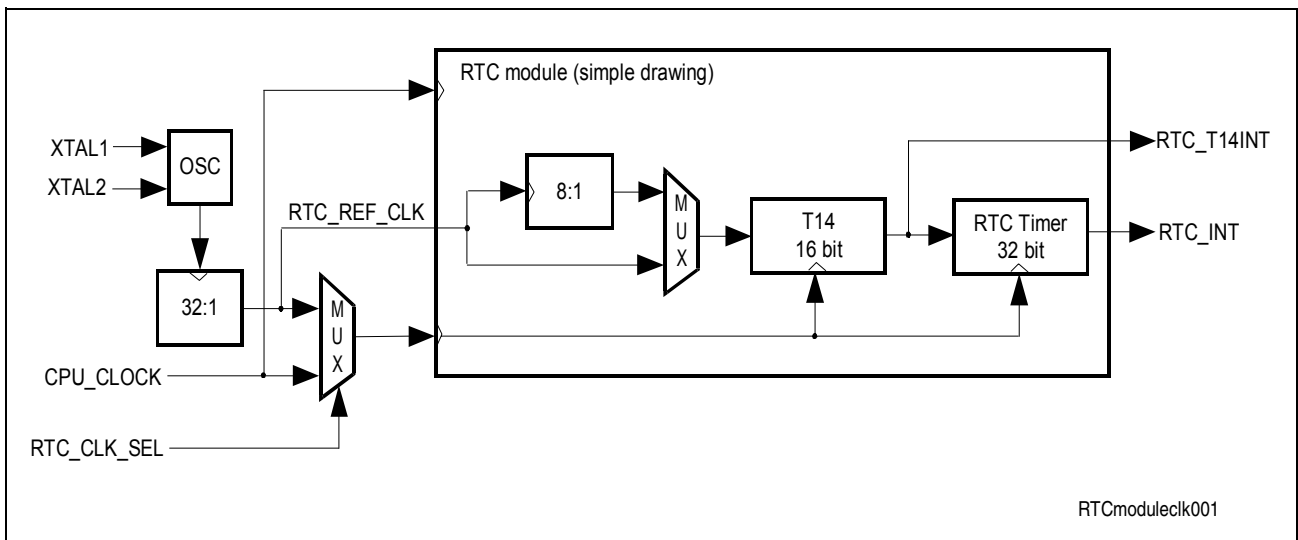 RTC module (simple drawing)
XTAL1
XTAL2
OSC
RTC_REF_CLK
8:1
M
U
X
T14
16 bit
RTC Timer
32 bit
RTC_T14INT
RTC_INT
32:1
M
U
X
CPU_CLOCK
RTC_CLK_SEL
RTCmoduleclk001